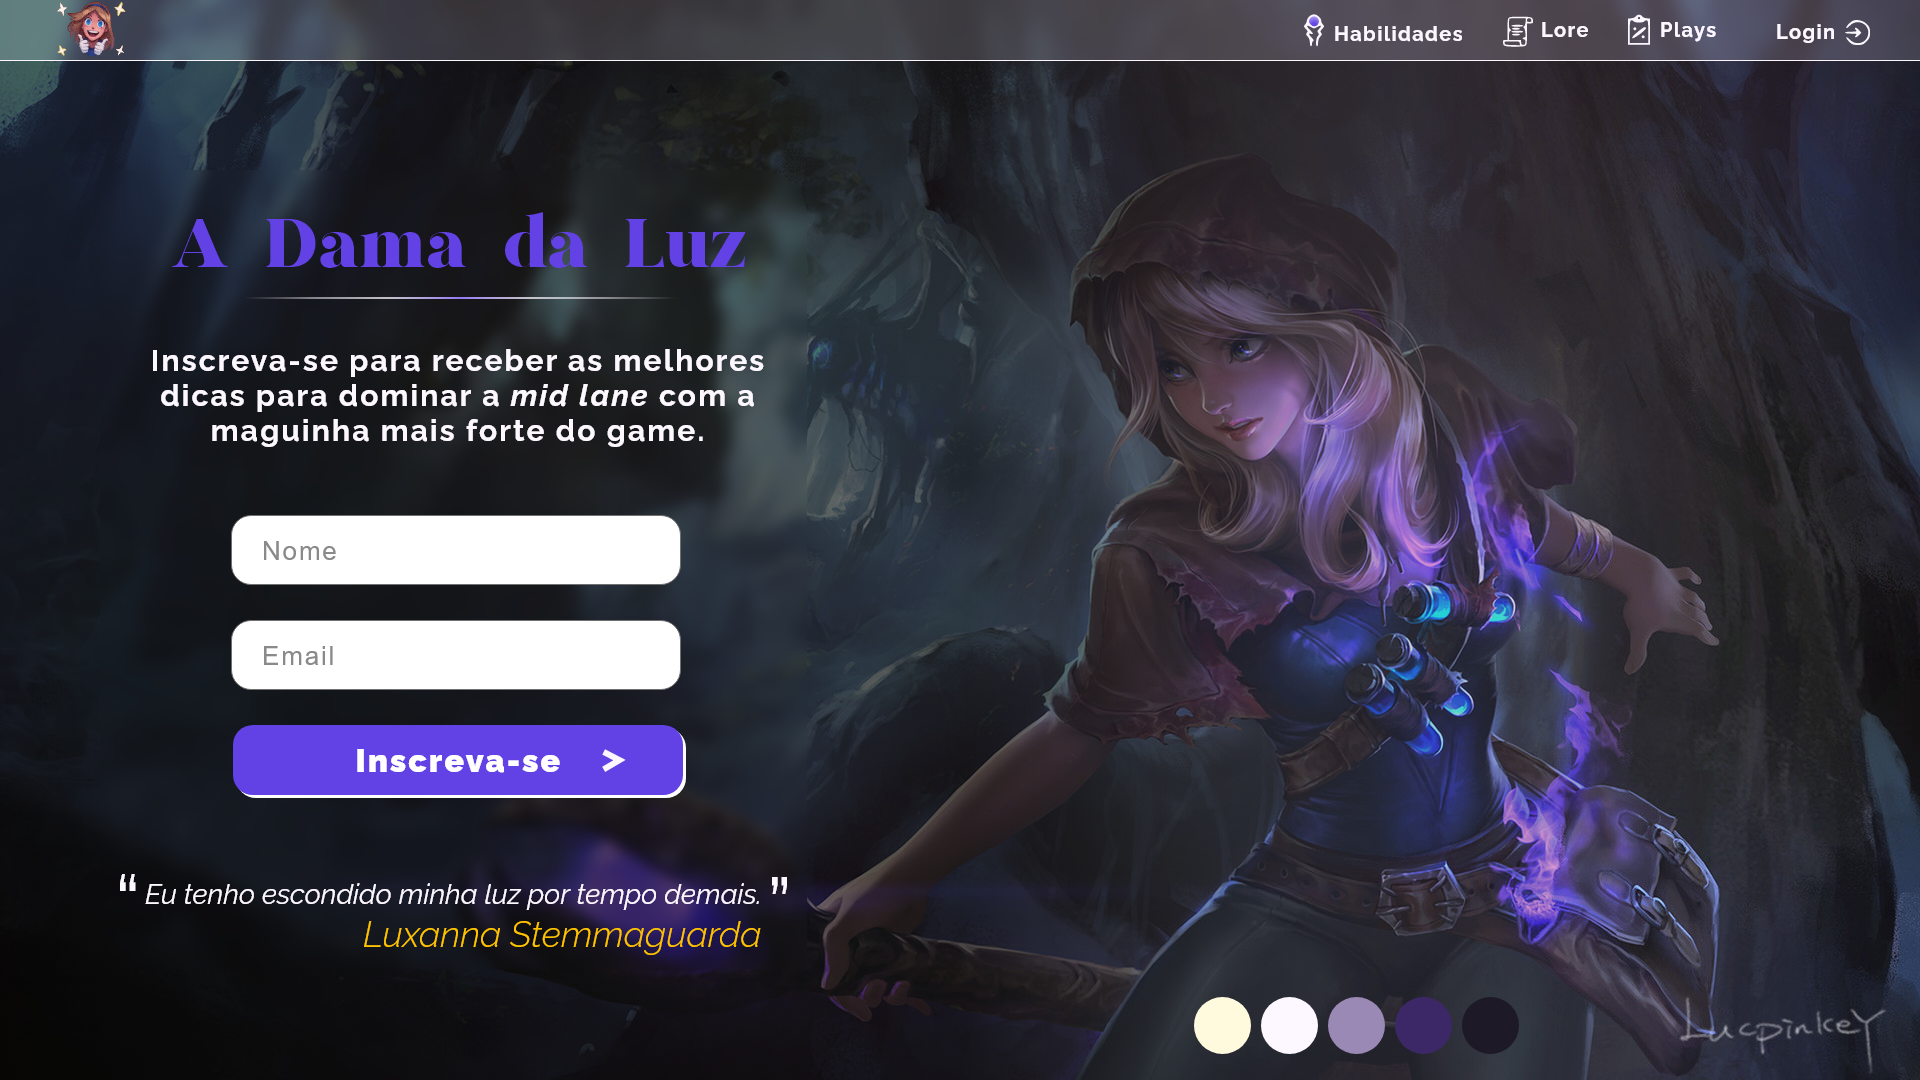 Habilidades
Lore
Plays
Login
A Dama da Luz
Inscreva-se para receber as melhores
dicas para dominar a mid lane com a
maguinha mais forte do game.
Nome
Email
Inscreva-se >
“ Eu tenho escondido minha luz por tempo demais. ”
Luxanna Stemmaguarda
LucpinkeY